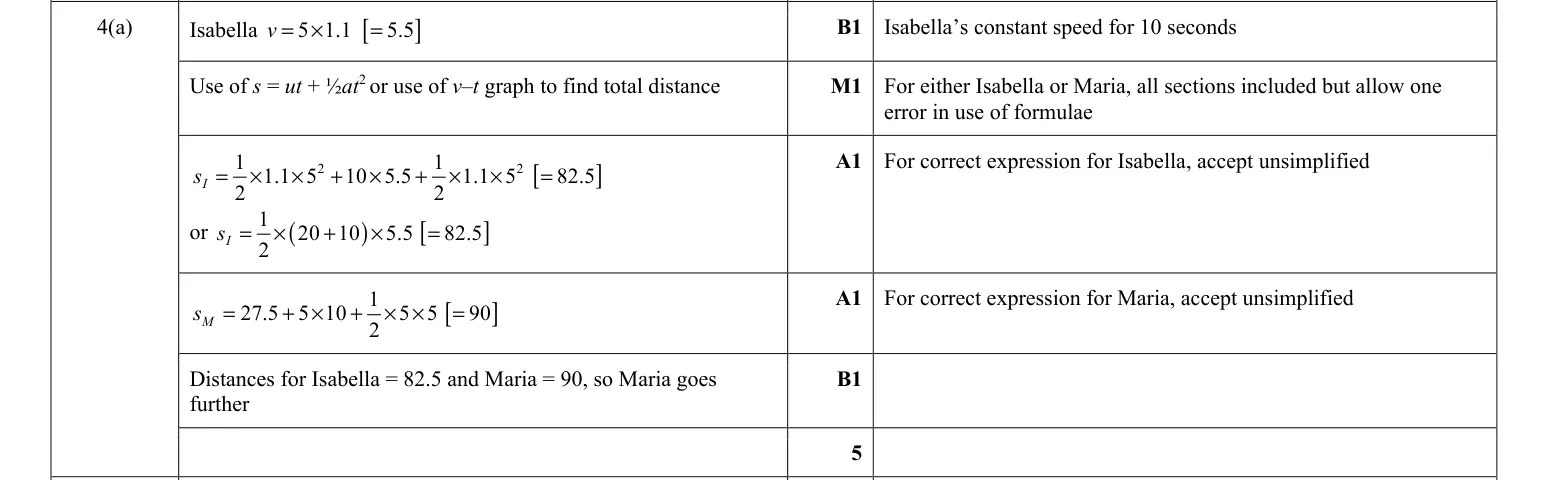 4(a)
Isabella v = 5×1.1 [= 5.5]
B1
Isabella's constant speed for 10 seconds
Use of s = ut + ½at² or use of v–t graph to find total distance
M1
For either Isabella or Maria, all sections included but allow one
error in use of formulae
s_I = 1/2 ×1.1×5² +10×5.5+ 1/2 ×1.1×5² [= 82.5]
or s_I = 1/2 ×(20+10)×5.5 [= 82.5]
A1
For correct expression for Isabella, accept unsimplified
s_M = 27.5+5×10+ 1/2 ×5×5 [= 90]
A1
For correct expression for Maria, accept unsimplified
Distances for Isabella = 82.5 and Maria = 90, so Maria goes
further
B1
5